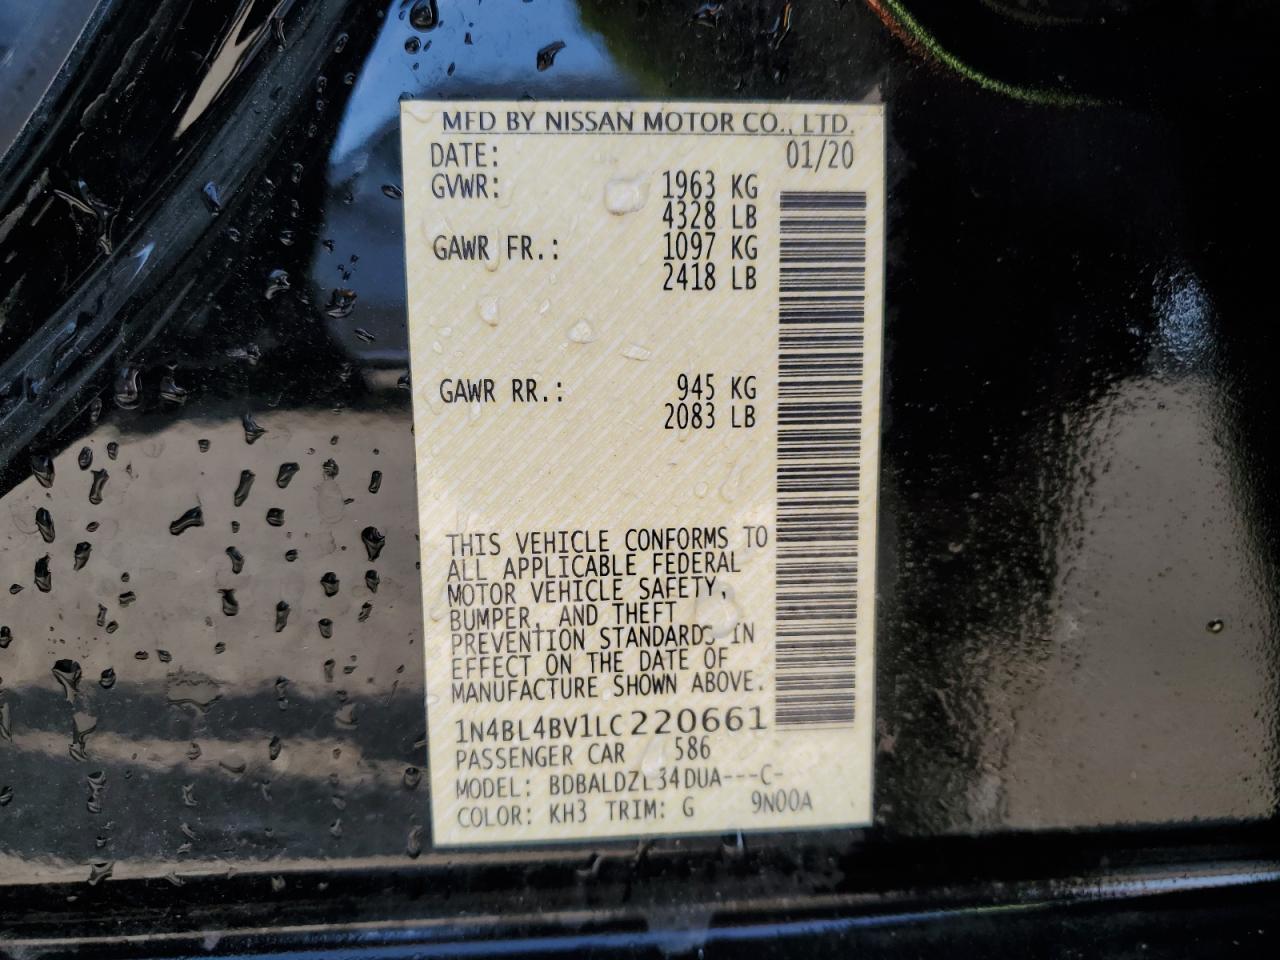 MFD BY NISSAN MOTOR CO., LTD.
DATE: 01/20
GVWR: 1963 KG
4328 LB
GAWR FR.: 1097 KG
2418 LB
GAWR RR.: 945 KG
2083 LB
THIS VEHICLE CONFORMS TO
ALL APPLICABLE FEDERAL
MOTOR VEHICLE SAFETY,
BUMPER, AND THEFT
PREVENTION STANDARDS IN
EFFECT ON THE DATE OF
MANUFACTURE SHOWN ABOVE.
1N4BL4BV1LC220661
PASSENGER CAR 586
MODEL: BDBALDZL34DUA---C-
COLOR: KH3 TRIM: G 9N00A